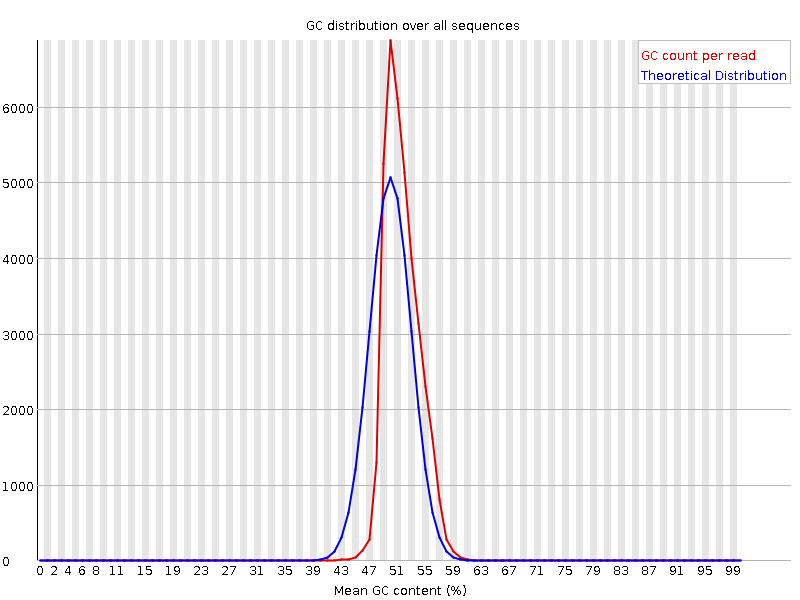 GC distribution over all sequences
GC count per read
Theoretical Distribution
6000
5000
4000
3000
2000
1000
0
0 2 4 6 8 11 15 19 23 27 31 35 39 43 47 51 55 59 63 67 71 75 79 83 87 91 95 99
Mean GC content (%)